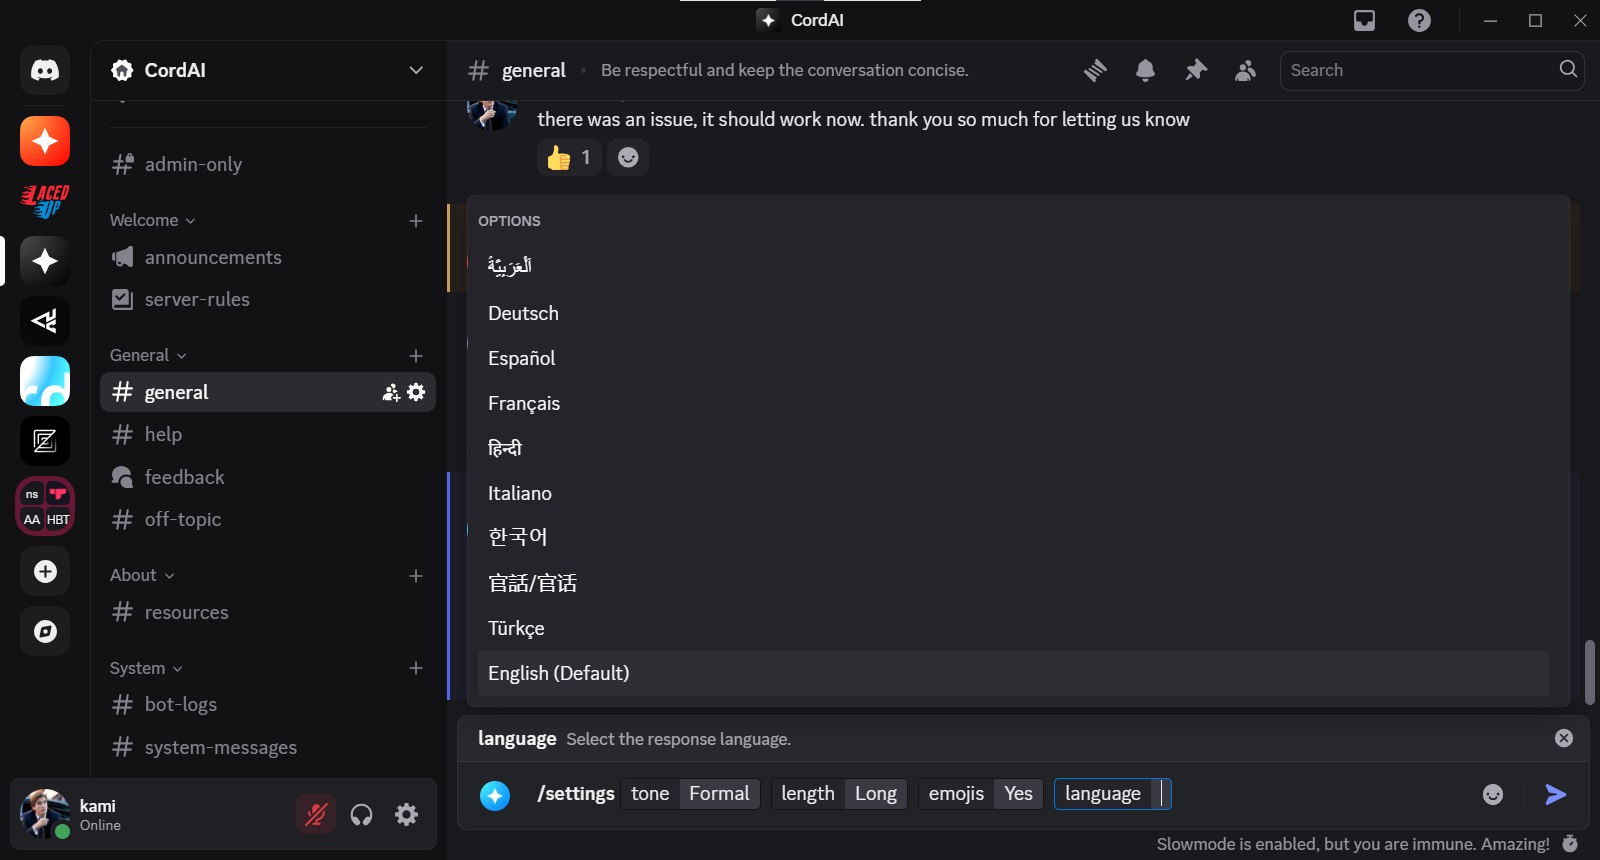 CordAI
CordAI
admin-only
Welcome
announcements
server-rules
General
general
help
feedback
off-topic
About
resources
System
bot-logs
system-messages
ACED
UP
ns
AA HBT
kami
Online
general
Be respectful and keep the conversation concise.
Search
there was an issue, it should work now. thank you so much for letting us know
👍 1
OPTIONS
اَلْعَرَبِيَّةُ
Deutsch
Español
Français
हिन्दी
Italiano
한국어
官話/官话
Türkçe
English (Default)
language Select the response language.
/settings tone Formal length Long emojis Yes language
Slowmode is enabled, but you are immune. Amazing!